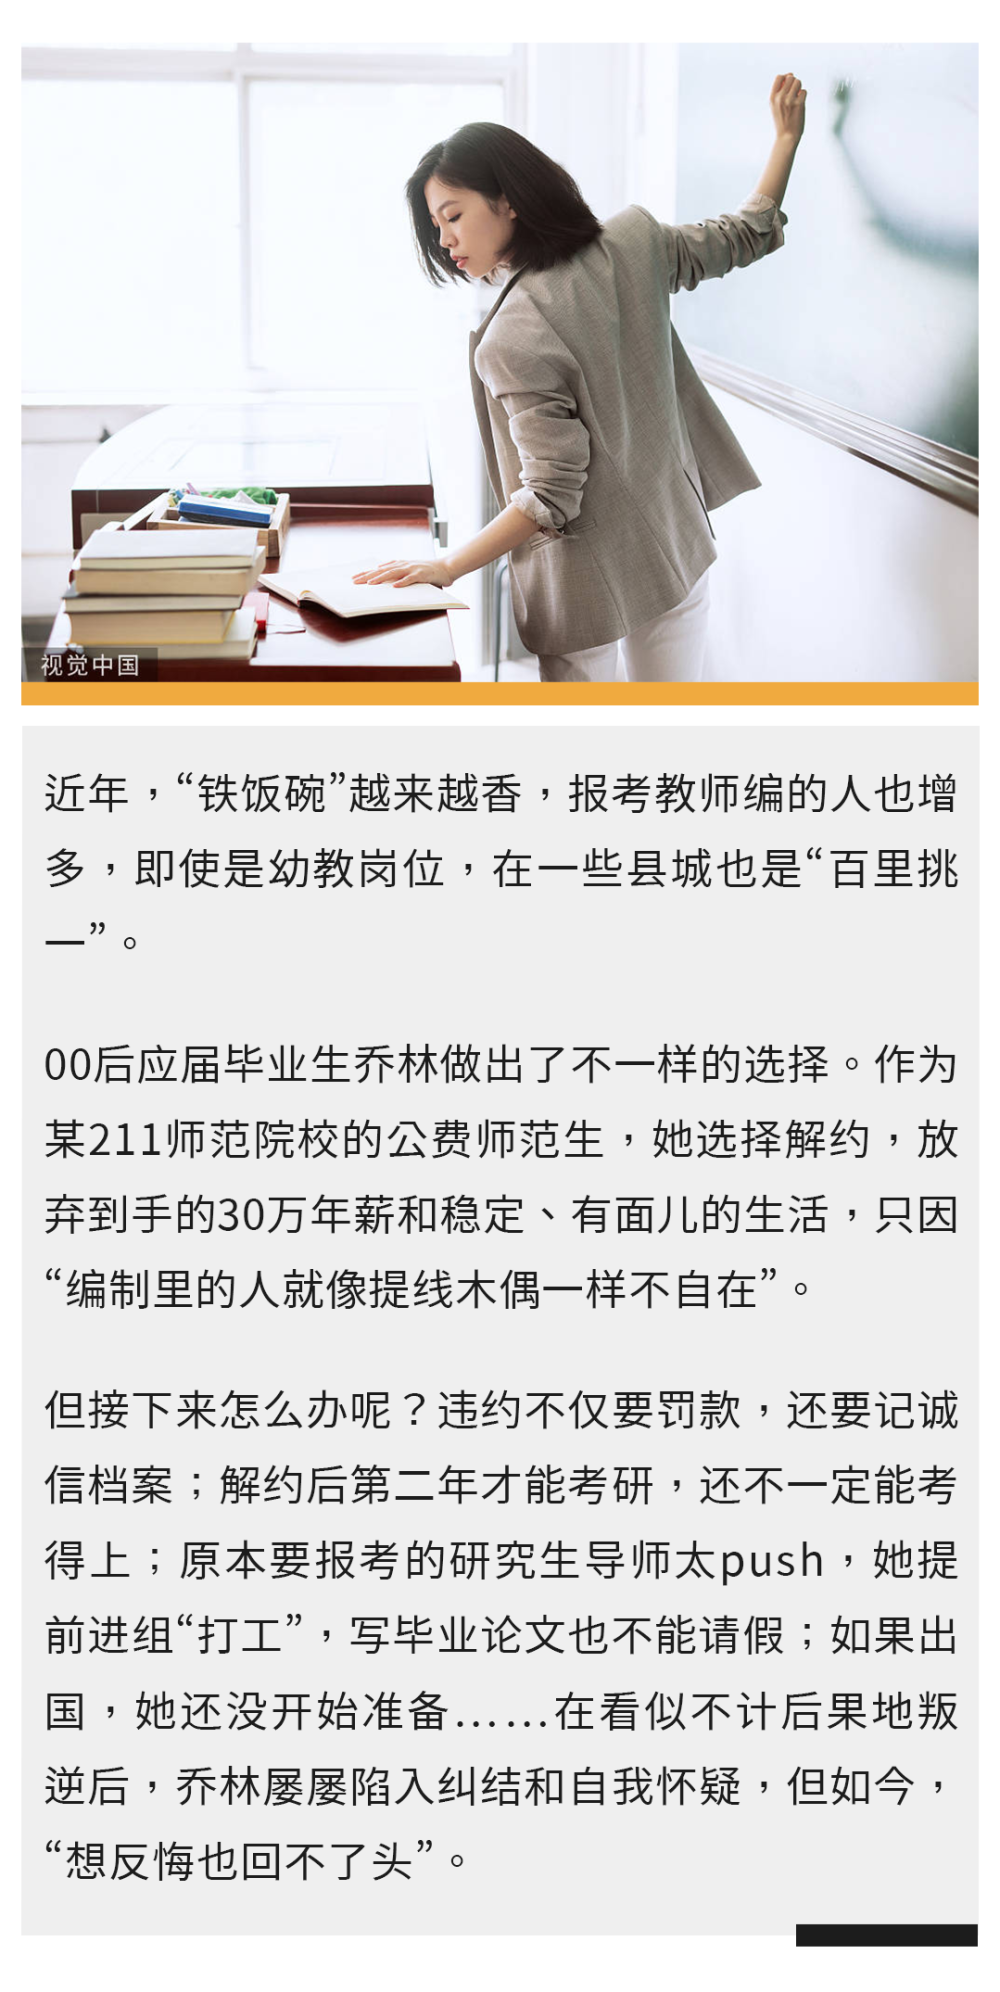 视觉中国
近年，“铁饭碗”越来越香，报考教师编的人也增
多，即使是幼教岗位，在一些县城也是“百里挑
一”。
00后应届毕业生乔林做出了不一样的选择。作为
某211师范院校的公费师范生，她选择解约，放
弃到手的30万年薪和稳定、有面儿的生活，只因
“编制里的人就像提线木偶一样不自在”。
但接下来怎么办呢？违约不仅要罚款，还要记诚
信档案；解约后第二年才能考研，还不一定能考
得上；原本要报考的研究生导师太push，她提
前进组“打工”，写毕业论文也不能请假；如果出
国，她还没开始准备……在看似不计后果地叛
逆后，乔林屡屡陷入纠结和自我怀疑，但如今，
“想反悔也回不了头”。